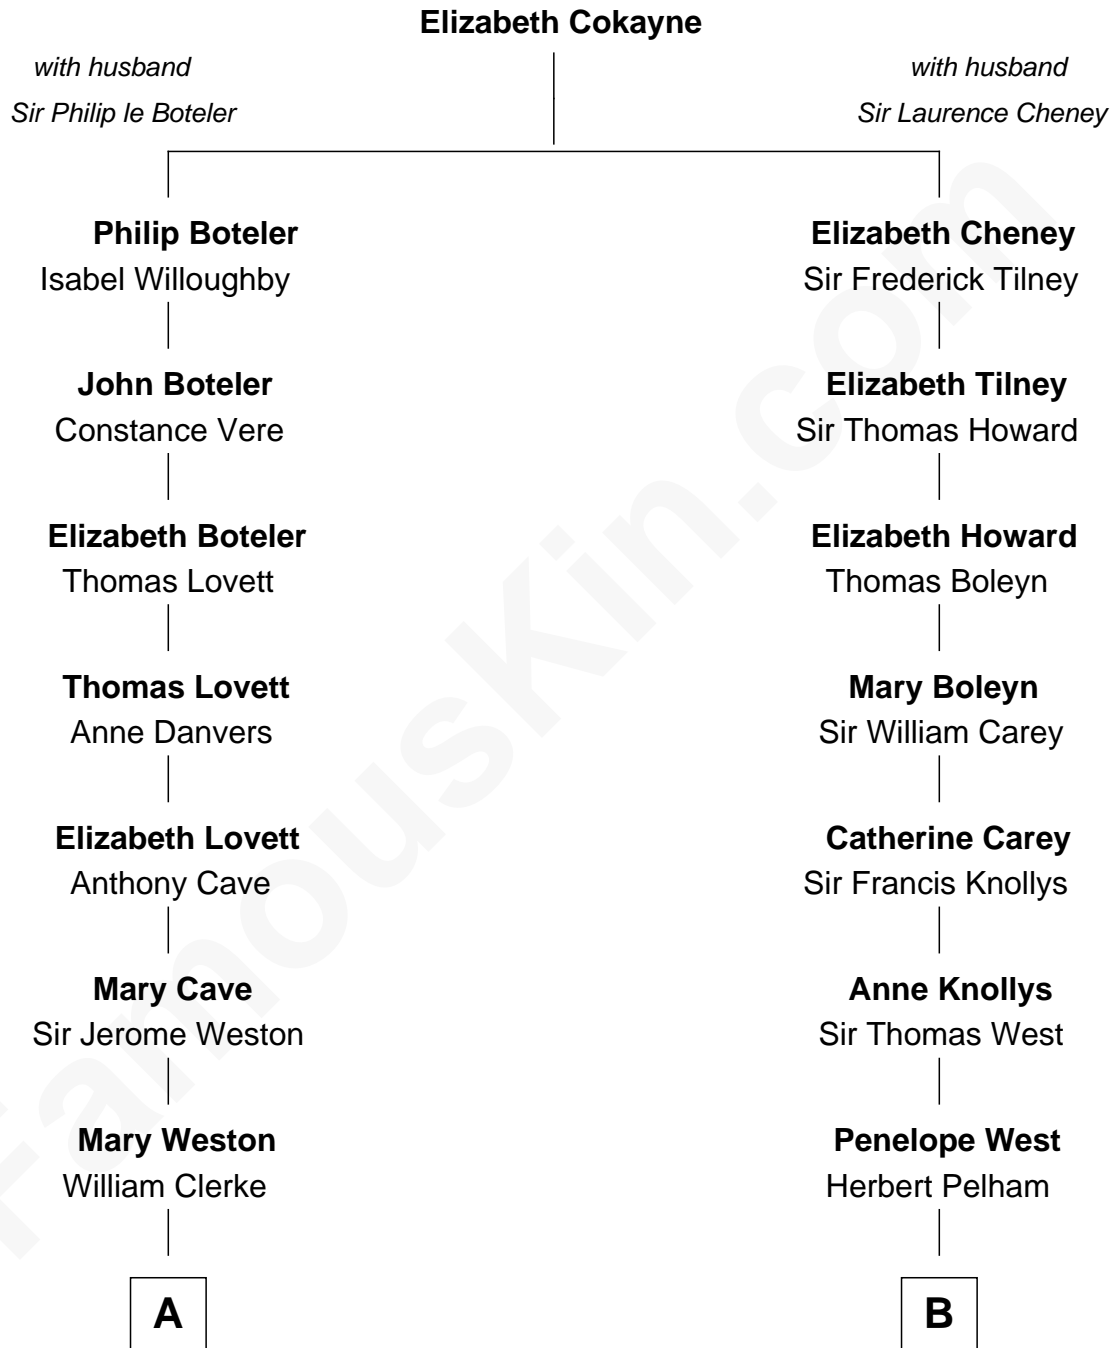 Elizabeth Cokayne
with husband
Sir Philip le Boteler
with husband
Sir Laurence Cheney
Philip Boteler
Isabel Willoughby
John Boteler
Constance Vere
Elizabeth Boteler
Thomas Lovett
Thomas Lovett
Anne Danvers
Elizabeth Lovett
Anthony Cave
Mary Cave
Sir Jerome Weston
Mary Weston
William Clerke
A
Elizabeth Cheney
Sir Frederick Tilney
Elizabeth Tilney
Sir Thomas Howard
Elizabeth Howard
Thomas Boleyn
Mary Boleyn
Sir William Carey
Catherine Carey
Sir Francis Knollys
Anne Knollys
Sir Thomas West
Penelope West
Herbert Pelham
B
FamousKin.com